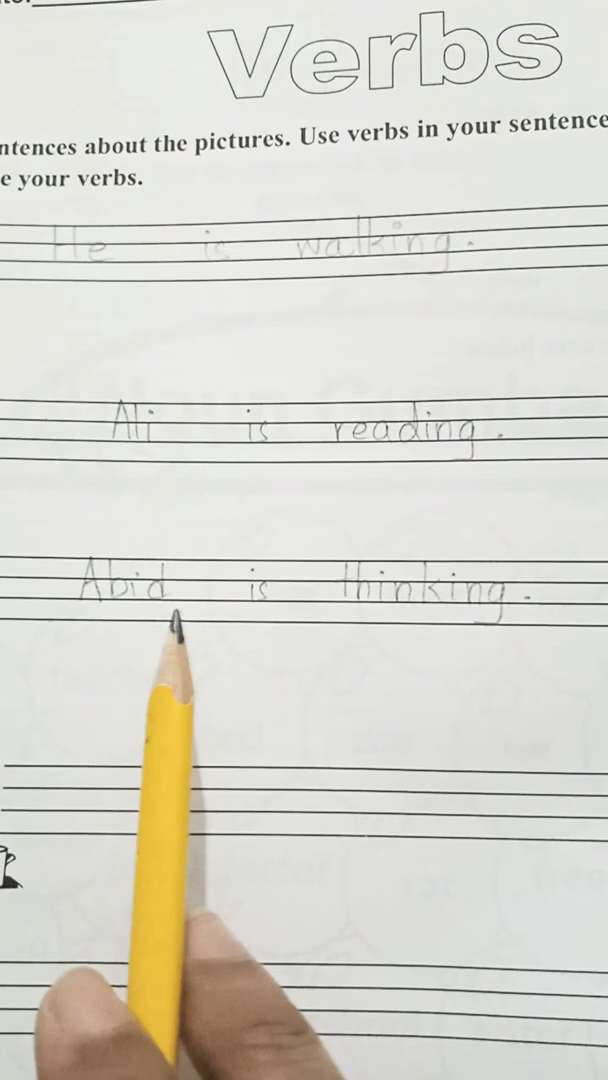 Verbs
ntences about the pictures. Use verbs in your sentence
e your verbs.
He is walking.
Ali is reading.
Abid is thinking.